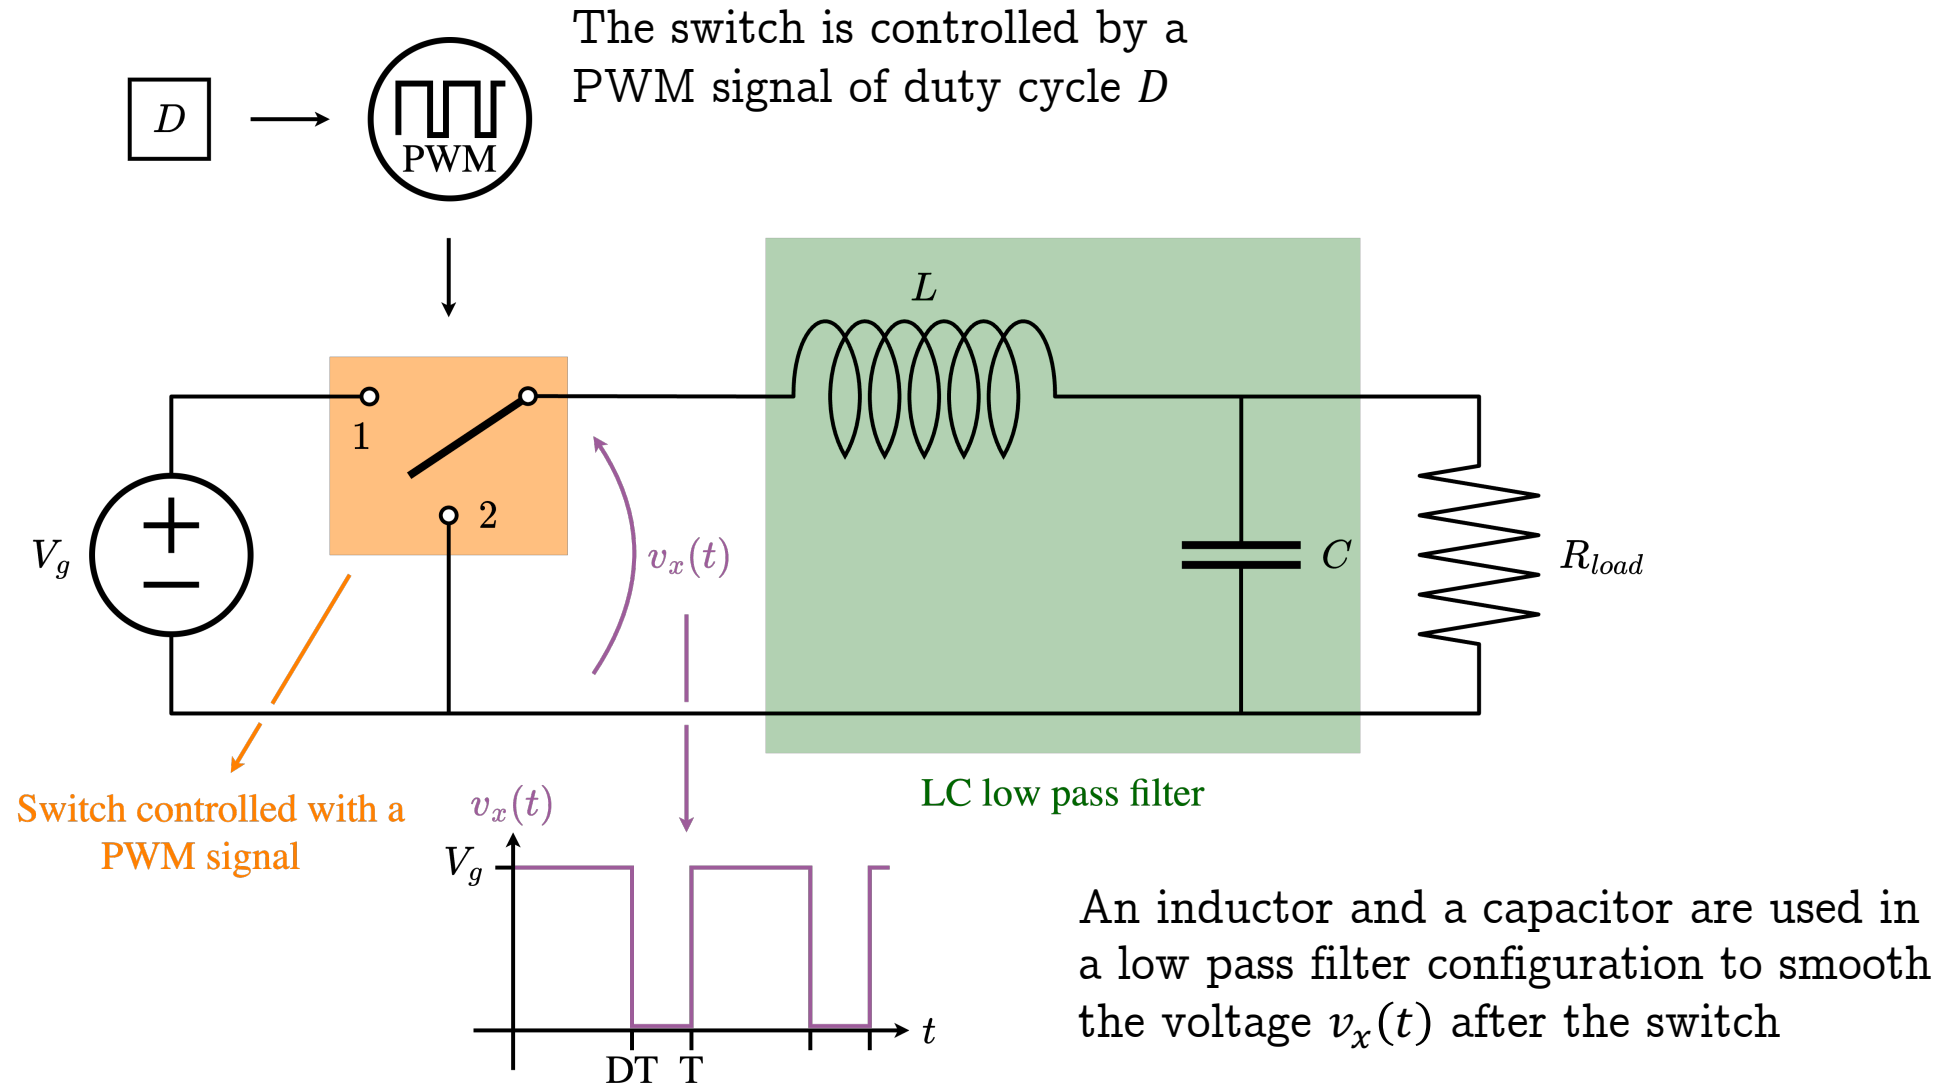 The switch is controlled by a
PWM signal of duty cycle D
D
PWM
L
1
2
V_g
v_x(t)
C
R_{load}
Switch controlled with a
PWM signal
LC low pass filter
v_x(t)
V_g
t
DT T
An inductor and a capacitor are used in
a low pass filter configuration to smooth
the voltage v_x(t) after the switch